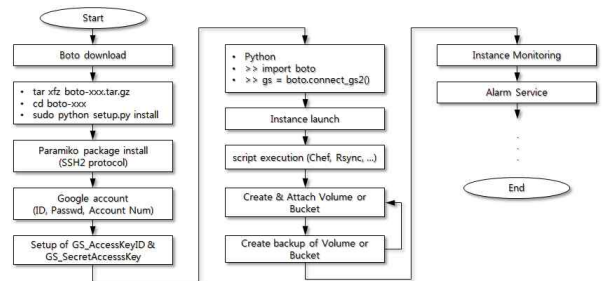 Start
Boto download
• tar xfz boto-xxx.tar.gz
• cd boto-xxx
• sudo python setup.py install
Paramiko package install
(SSH2 protocol)
Google account
(ID, Passwd, Account Num)
Setup of GS_AccessKeyID &
GS_SecretAccesssKey
• Python
• >> import boto
• >> gs = boto.connect_gs2()
Instance launch
script execution (Chef, Rsync, ...)
Create & Attach Volume or
Bucket
Create backup of Volume or
Bucket
Instance Monitoring
Alarm Service
.
.
.
End